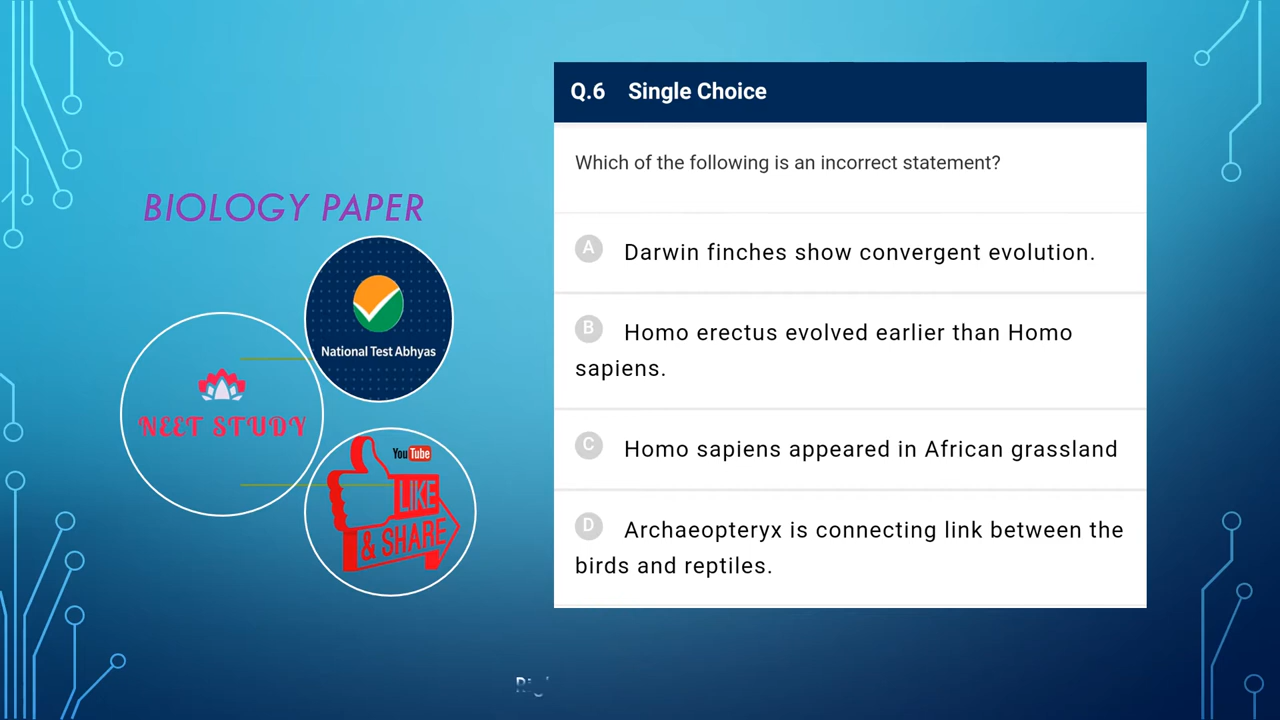 BIOLOGY PAPER
National Test Abhyas
NEET STUDY
YouTube
LIKE
& SHARE
Q.6 Single Choice
Which of the following is an incorrect statement?
A Darwin finches show convergent evolution.
B Homo erectus evolved earlier than Homo
sapiens.
C Homo sapiens appeared in African grassland
D Archaeopteryx is connecting link between the
birds and reptiles.